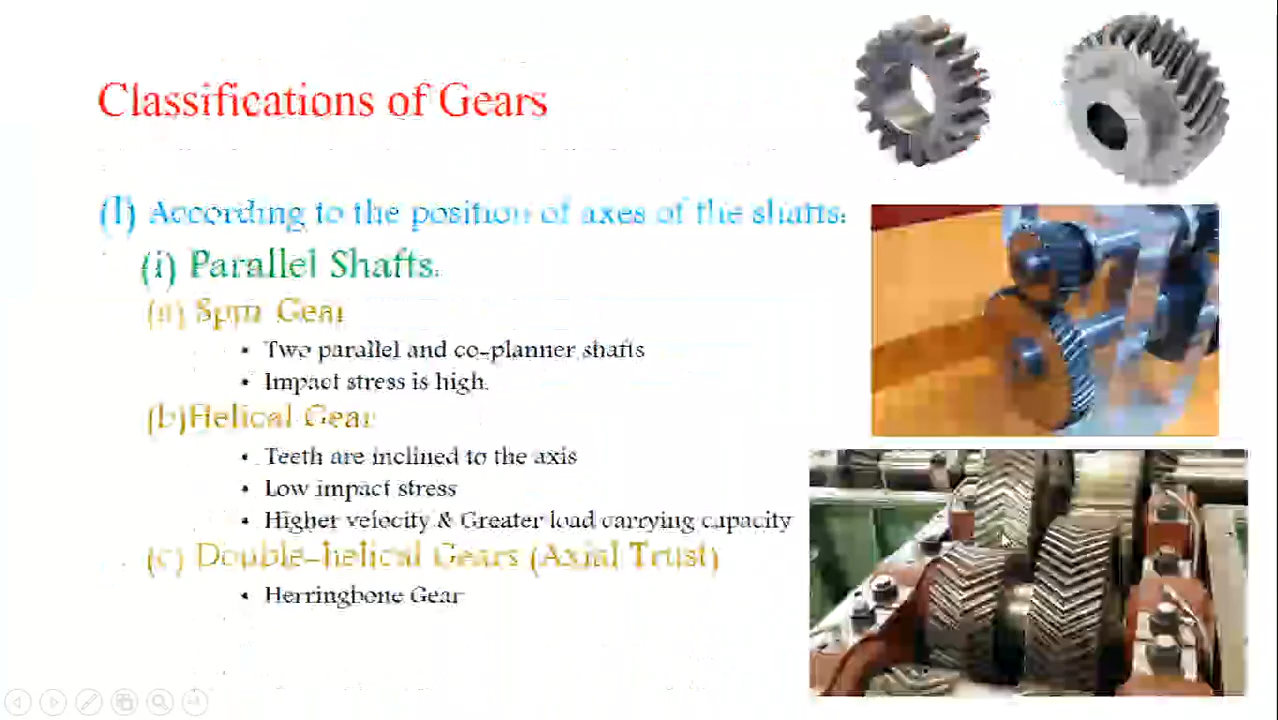 Classifications of Gears
(I) According to the position of axes of the shafts:
(i) Parallel Shafts:
(a) Spur Gear
• Two parallel and co-planner shafts
• Impact stress is high.
(b)Helical Gear
• Teeth are inclined to the axis
• Low impact stress
• Higher velocity & Greater load carrying capacity
(c) Double-helical Gears (Axial Trust)
• Herringbone Gear